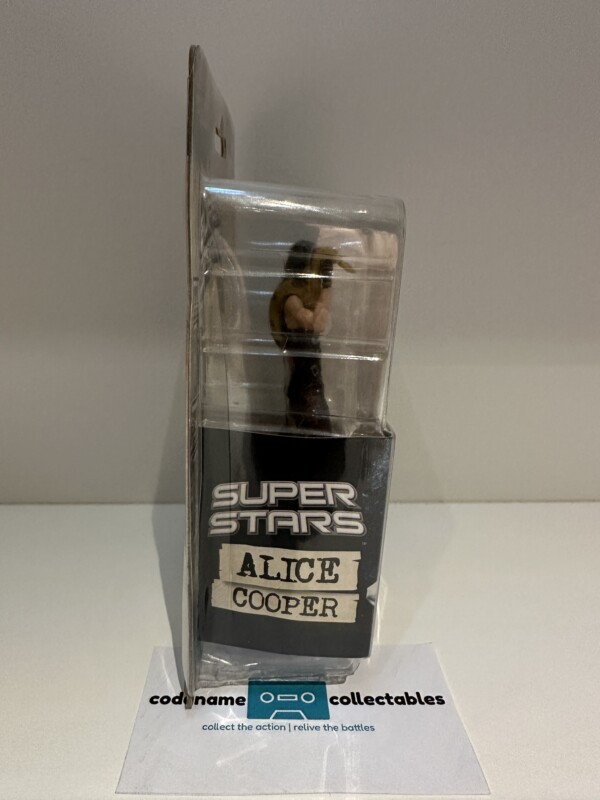 SUPER
STARS
ALICE
COOPER
codename collectables
collect the action | relive the battles